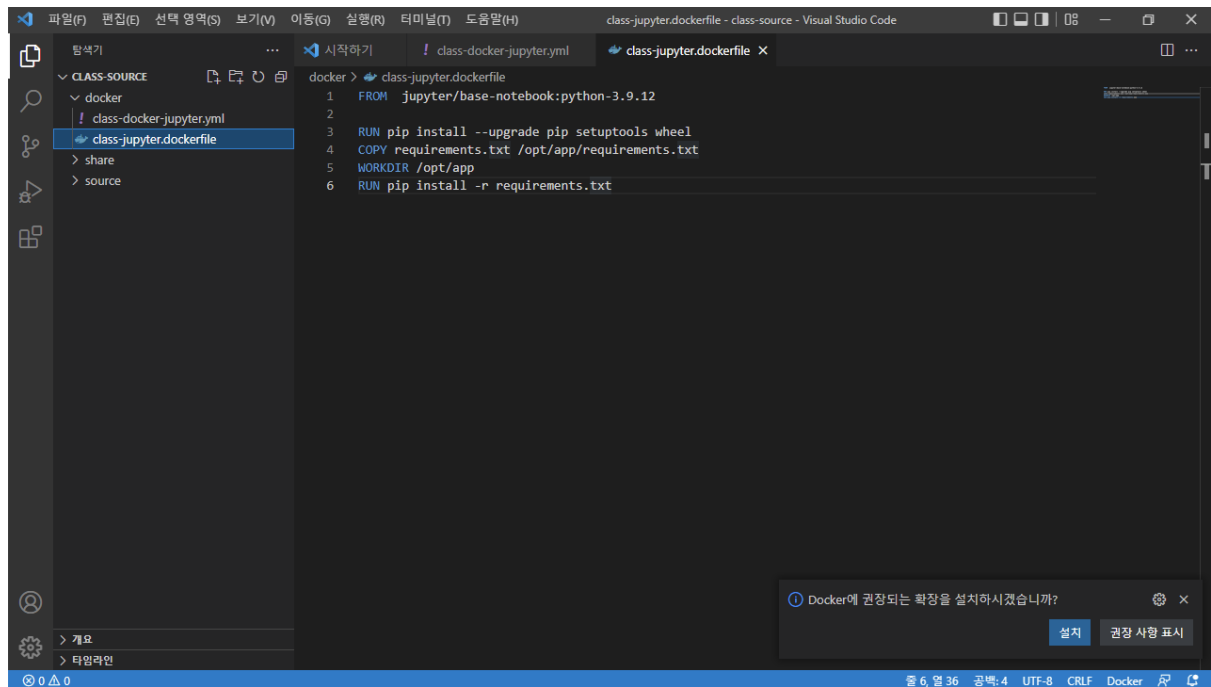 파일(F) 편집(E) 선택 영역(S) 보기(V) 이동(G) 실행(R) 터미널(T) 도움말(H) class-jupyter.dockerfile - class-source - Visual Studio Code
탐색기
시작하기 ! class-docker-jupyter.yml class-jupyter.dockerfile
CLASS-SOURCE
docker
! class-docker-jupyter.yml
class-jupyter.dockerfile
share
source
docker > class-jupyter.dockerfile
1 FROM jupyter/base-notebook:python-3.9.12
2
3 RUN pip install --upgrade pip setuptools wheel
4 COPY requirements.txt /opt/app/requirements.txt
5 WORKDIR /opt/app
6 RUN pip install -r requirements.txt
Docker에 권장되는 확장을 설치하시겠습니까?
설치 권장 사항 표시
개요
타임라인
0 0 줄 6, 열 36 공백: 4 UTF-8 CRLF Docker